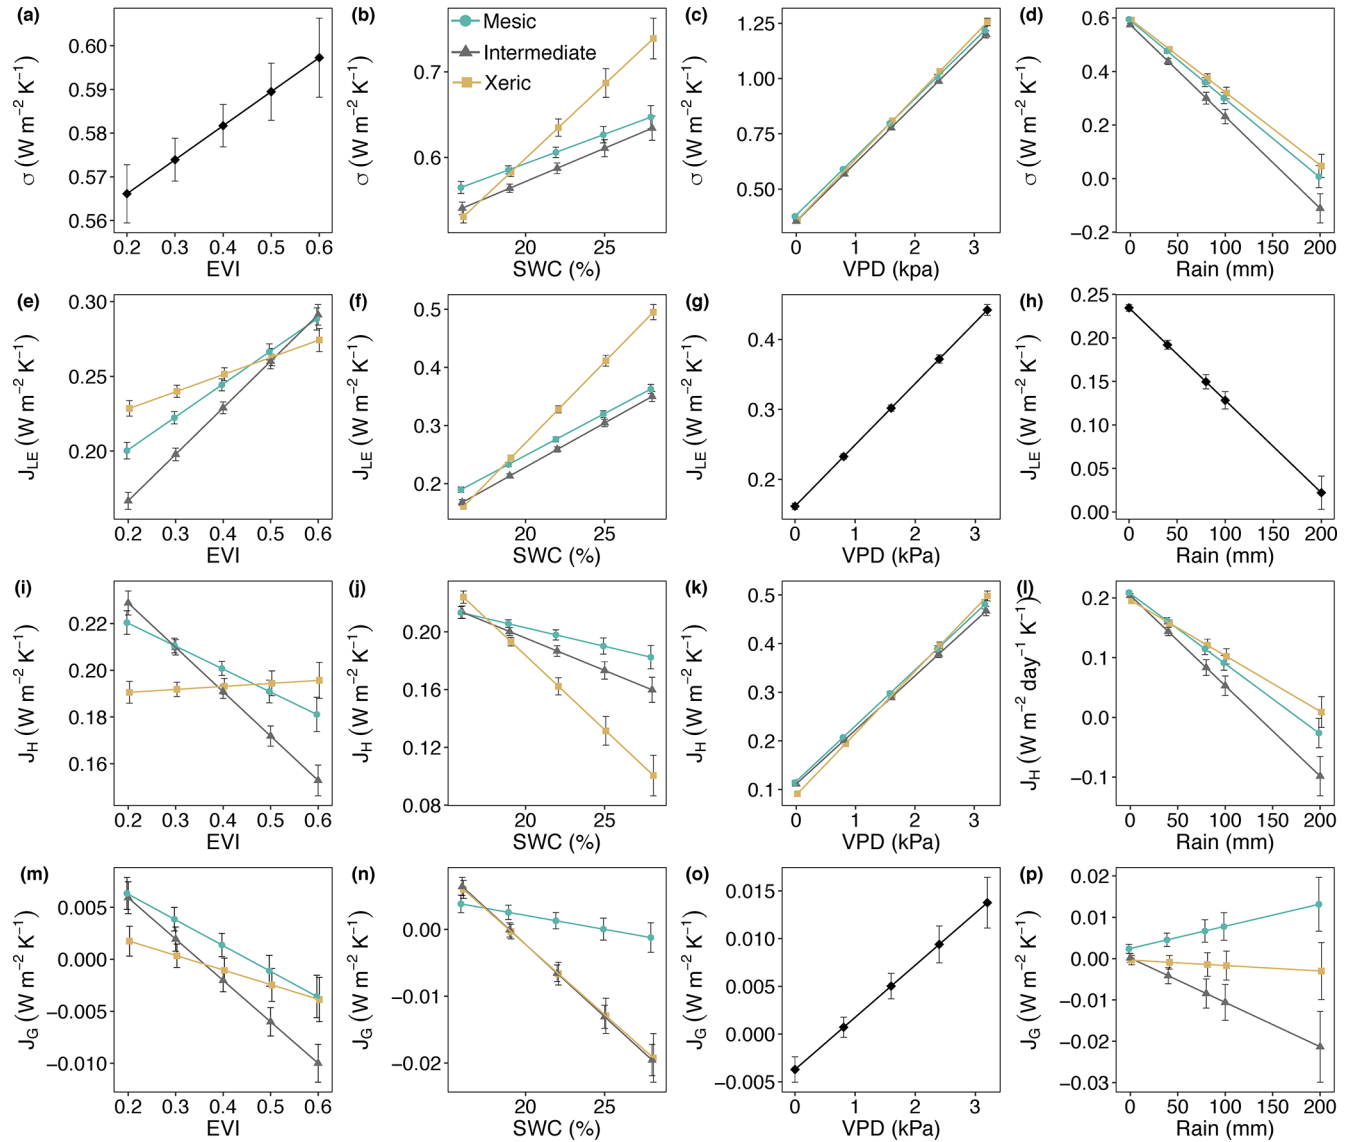 (a)
σ (W m⁻² K⁻¹)
0.60
0.59
0.58
0.57
0.56
0.2 0.3 0.4 0.5 0.6
EVI
(b)
Mesic
Intermediate
Xeric
σ (W m⁻² K⁻¹)
0.7
0.6
20 25
SWC (%)
(c)
σ (W m⁻² K⁻¹)
1.25
1.00
0.75
0.50
0 1 2 3
VPD (kpa)
(d)
σ (W m⁻² K⁻¹)
0.6
0.4
0.2
0.0
−0.2
0 50 100 150 200
Rain (mm)
(e)
J_LE (W m⁻² K⁻¹)
0.30
0.25
0.20
0.2 0.3 0.4 0.5 0.6
EVI
(f)
J_LE (W m⁻² K⁻¹)
0.5
0.4
0.3
0.2
20 25
SWC (%)
(g)
J_LE (W m⁻² K⁻¹)
0.4
0.3
0.2
0 1 2 3
VPD (kPa)
(h)
J_LE (W m⁻² K⁻¹)
0.25
0.20
0.15
0.10
0.05
0.00
0 50 100 150 200
Rain (mm)
(i)
J_H (W m⁻² K⁻¹)
0.22
0.20
0.18
0.16
0.2 0.3 0.4 0.5 0.6
EVI
(j)
J_H (W m⁻² K⁻¹)
0.20
0.16
0.12
0.08
20 25
SWC (%)
(k)
J_H (W m⁻² K⁻¹)
0.5
0.4
0.3
0.2
0.1
0 1 2 3
VPD (kPa)
(l)
J_H (W m⁻² day⁻¹ K⁻¹)
0.2
0.1
0.0
−0.1
0 50 100 150 200
Rain (mm)
(m)
J_G (W m⁻² K⁻¹)
0.005
0.000
−0.005
−0.010
0.2 0.3 0.4 0.5 0.6
EVI
(n)
J_G (W m⁻² K⁻¹)
0.00
−0.01
−0.02
20 25
SWC (%)
(o)
J_G (W m⁻² K⁻¹)
0.015
0.010
0.005
0.000
−0.005
0 1 2 3
VPD (kPa)
(p)
J_G (W m⁻² K⁻¹)
0.02
0.01
0.00
−0.01
−0.02
−0.03
0 50 100 150 200
Rain (mm)